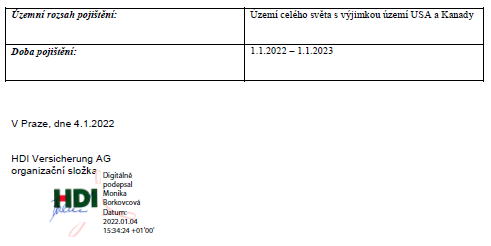 Územní rozsah pojištění: Území celého světa s výjimkou území USA a Kanady
Doba pojištění: 1.1.2022 – 1.1.2023
V Praze, dne 4.1.2022
HDI Versicherung AG
organizační složka
HDI
Digitálně
podepsal
Monika
Borkovcová
Datum:
2022.01.04
15:34:24 +01'00'